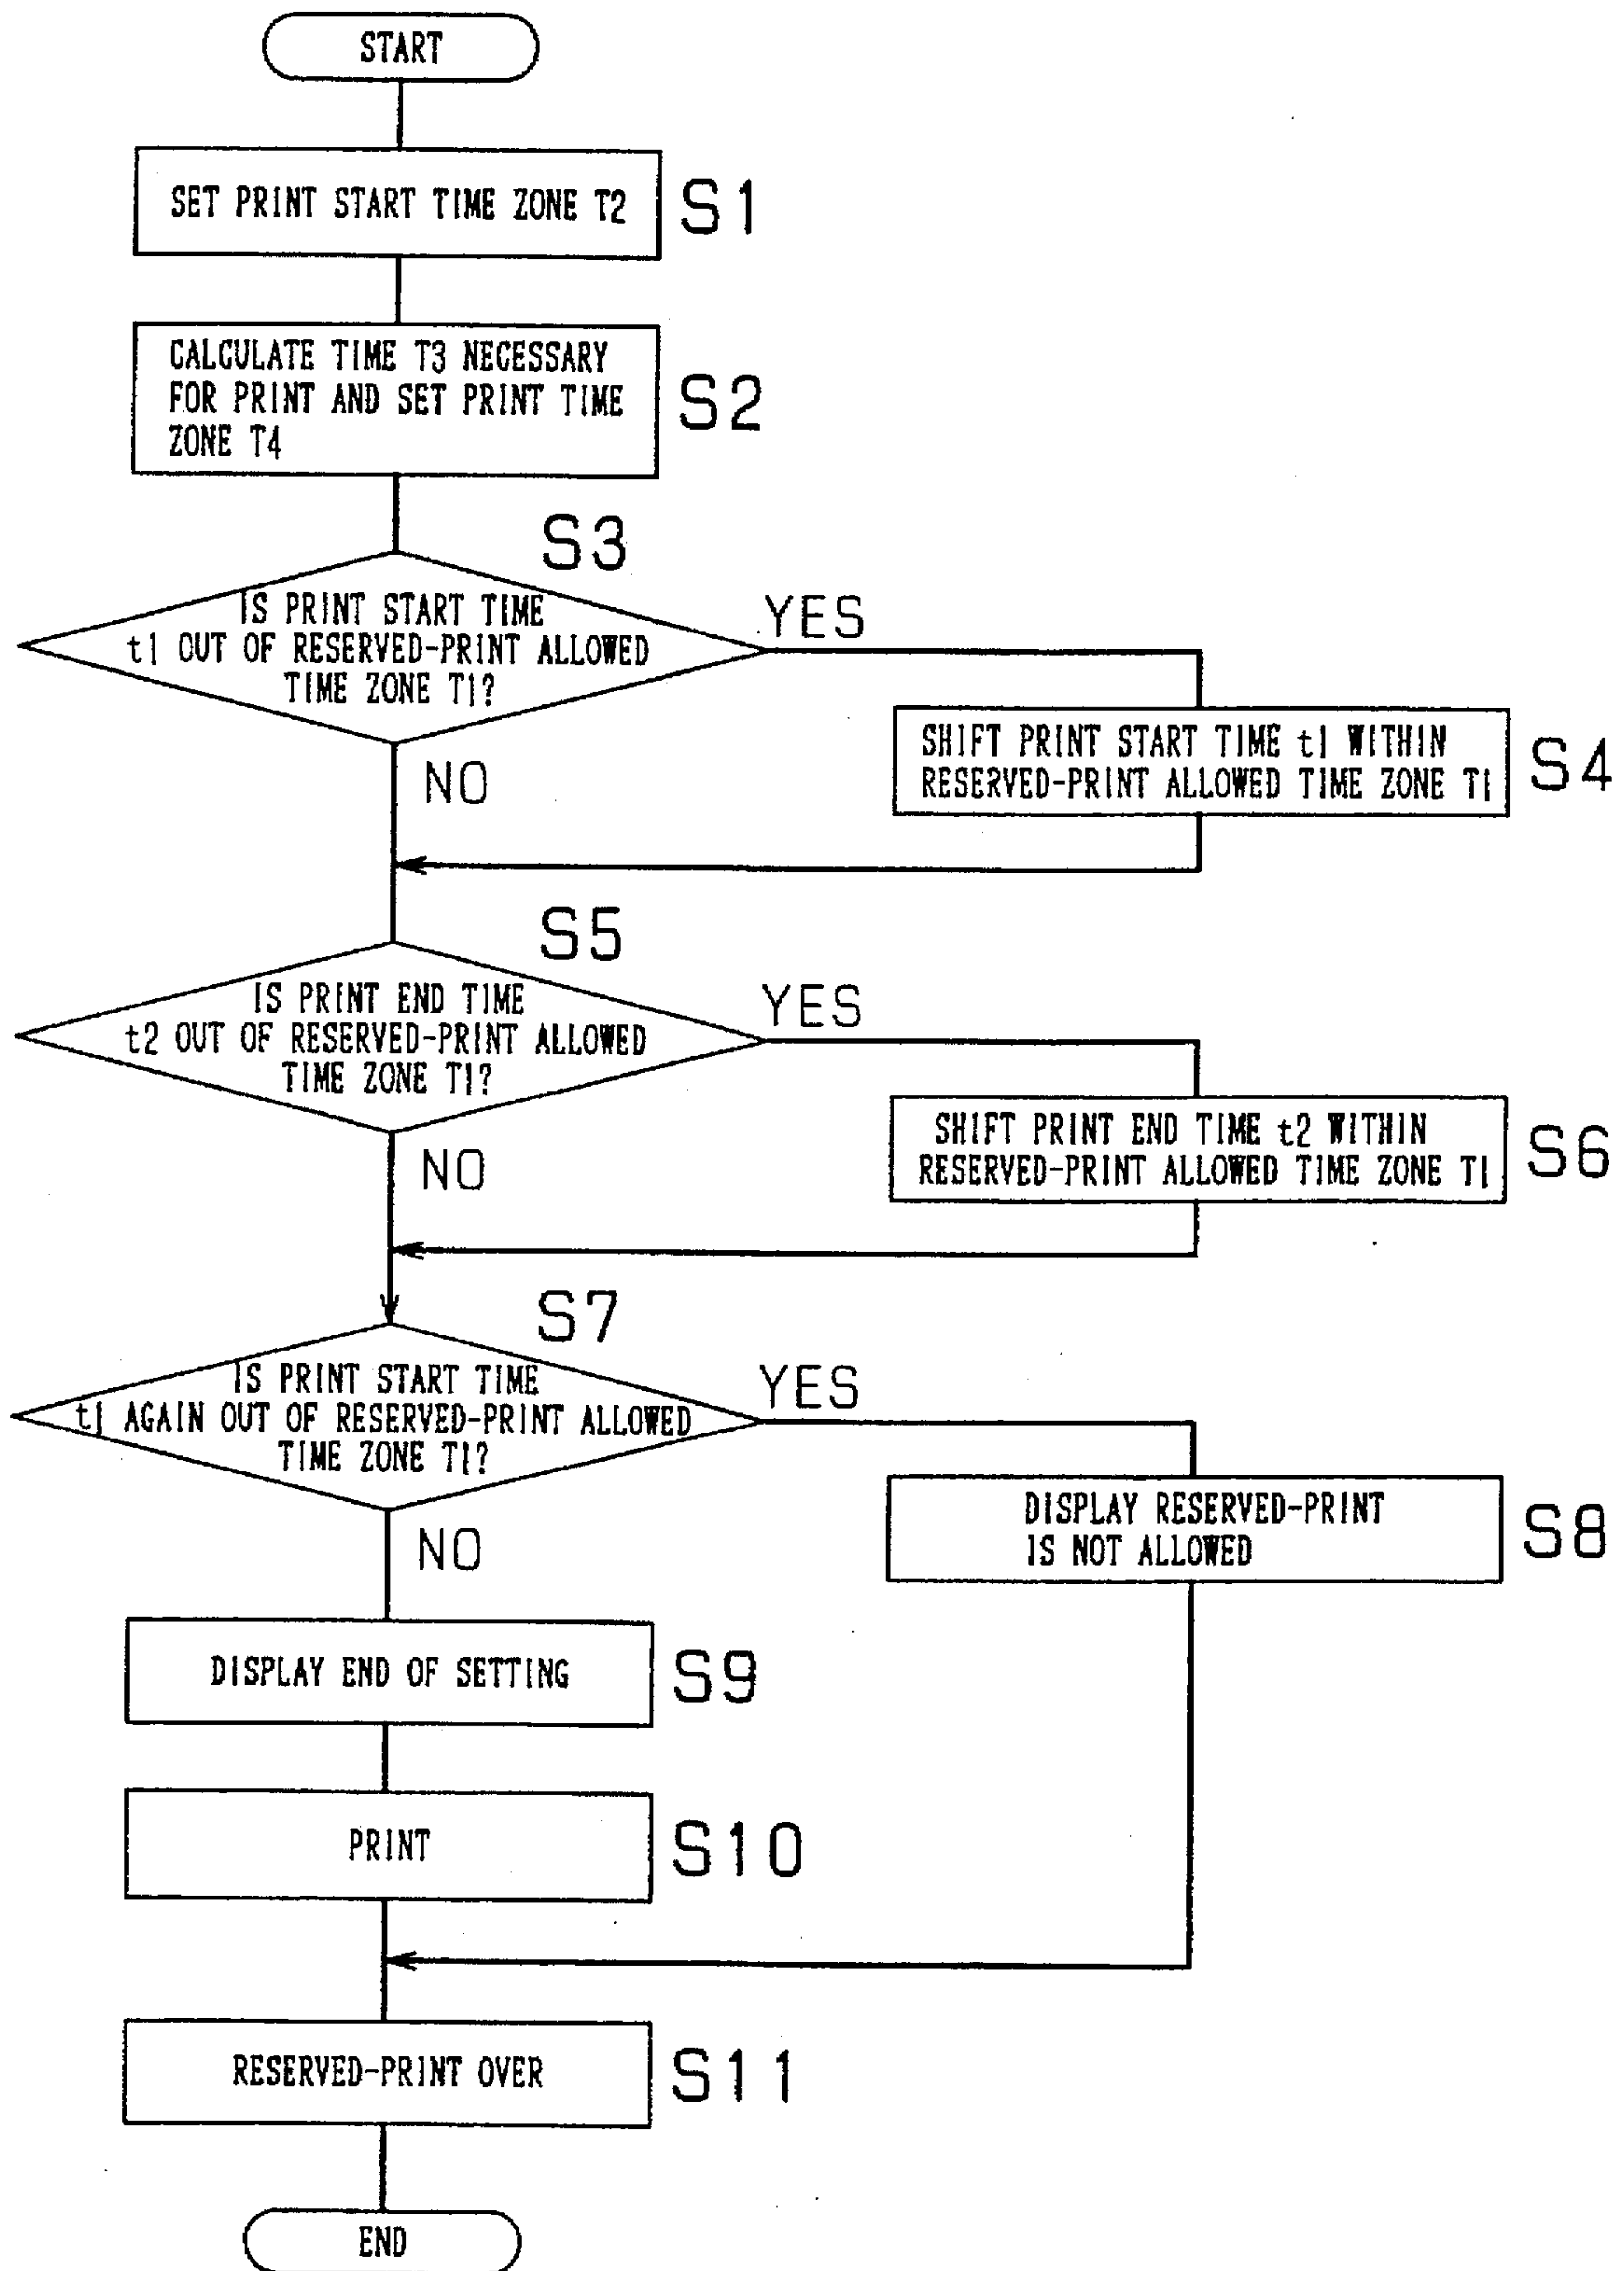 START
SET PRINT START TIME ZONE T2
S1
CALCULATE TIME T3 NECESSARY
FOR PRINT AND SET PRINT TIME
ZONE T4
S2
S3
IS PRINT START TIME
t1 OUT OF RESERVED-PRINT ALLOWED
TIME ZONE T1?
YES
NO
SHIFT PRINT START TIME t1 WITHIN
RESERVED-PRINT ALLOWED TIME ZONE T1
S4
S5
IS PRINT END TIME
t2 OUT OF RESERVED-PRINT ALLOWED
TIME ZONE T1?
YES
NO
SHIFT PRINT END TIME t2 WITHIN
RESERVED-PRINT ALLOWED TIME ZONE T1
S6
S7
IS PRINT START TIME
t1 AGAIN OUT OF RESERVED-PRINT ALLOWED
TIME ZONE T1?
YES
NO
DISPLAY RESERVED-PRINT
IS NOT ALLOWED
S8
DISPLAY END OF SETTING
S9
PRINT
S10
RESERVED-PRINT OVER
S11
END